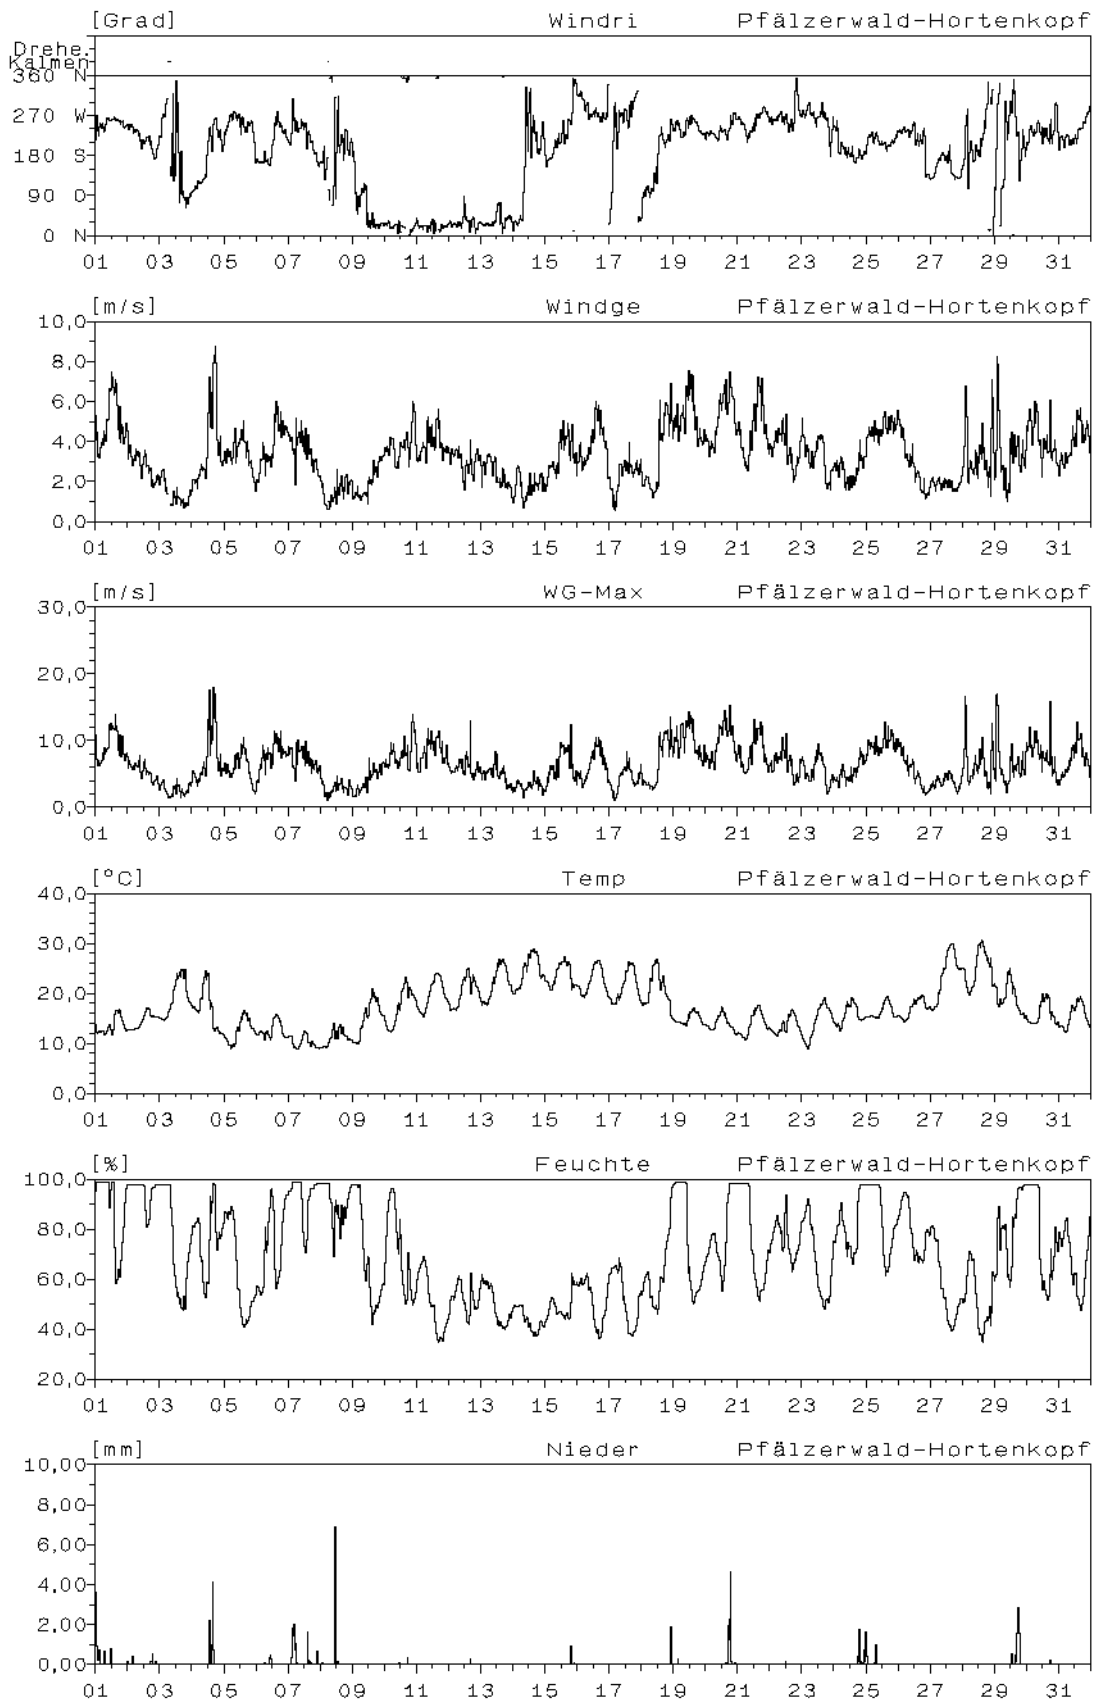 [Grad] Windri Pfälzerwald-Hortenkopf
Drehe.
Kalmen
360 N
270 W
180 S
90 O
0 N
01 03 05 07 09 11 13 15 17 19 21 23 25 27 29 31
[m/s] Windge Pfälzerwald-Hortenkopf
10,0
8,0
6,0
4,0
2,0
0,0
01 03 05 07 09 11 13 15 17 19 21 23 25 27 29 31
[m/s] WG-Max Pfälzerwald-Hortenkopf
30,0
20,0
10,0
0,0
01 03 05 07 09 11 13 15 17 19 21 23 25 27 29 31
[°C] Temp Pfälzerwald-Hortenkopf
40,0
30,0
20,0
10,0
0,0
01 03 05 07 09 11 13 15 17 19 21 23 25 27 29 31
[%] Feuchte Pfälzerwald-Hortenkopf
100,0
80,0
60,0
40,0
20,0
01 03 05 07 09 11 13 15 17 19 21 23 25 27 29 31
[mm] Nieder Pfälzerwald-Hortenkopf
10,00
8,00
6,00
4,00
2,00
0,00
01 03 05 07 09 11 13 15 17 19 21 23 25 27 29 31